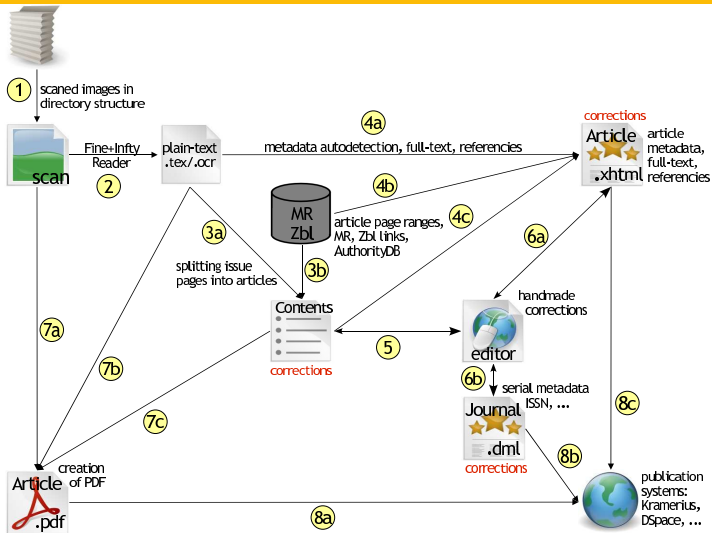 1
scaned images in
directory structure
scan
Fine+Infty
Reader
2
plain-text
.tex/.ocr
4a
metadata autodetection, full-text, referencies
corrections
Article
.xhtml
article
metadata,
full-text,
referencies
MR
Zbl
4b
article page ranges,
MR, Zbl links,
AuthorityDB
4c
3a
splitting issue
pages into articles
3b
6a
Contents
corrections
5
handmade
corrections
editor
6b
serial metadata
ISSN, ...
Journal
.dml
corrections
7a
7b
7c
8c
8b
creation
of PDF
Article
.pdf
8a
publication
systems:
Kramerius,
DSpace, ...